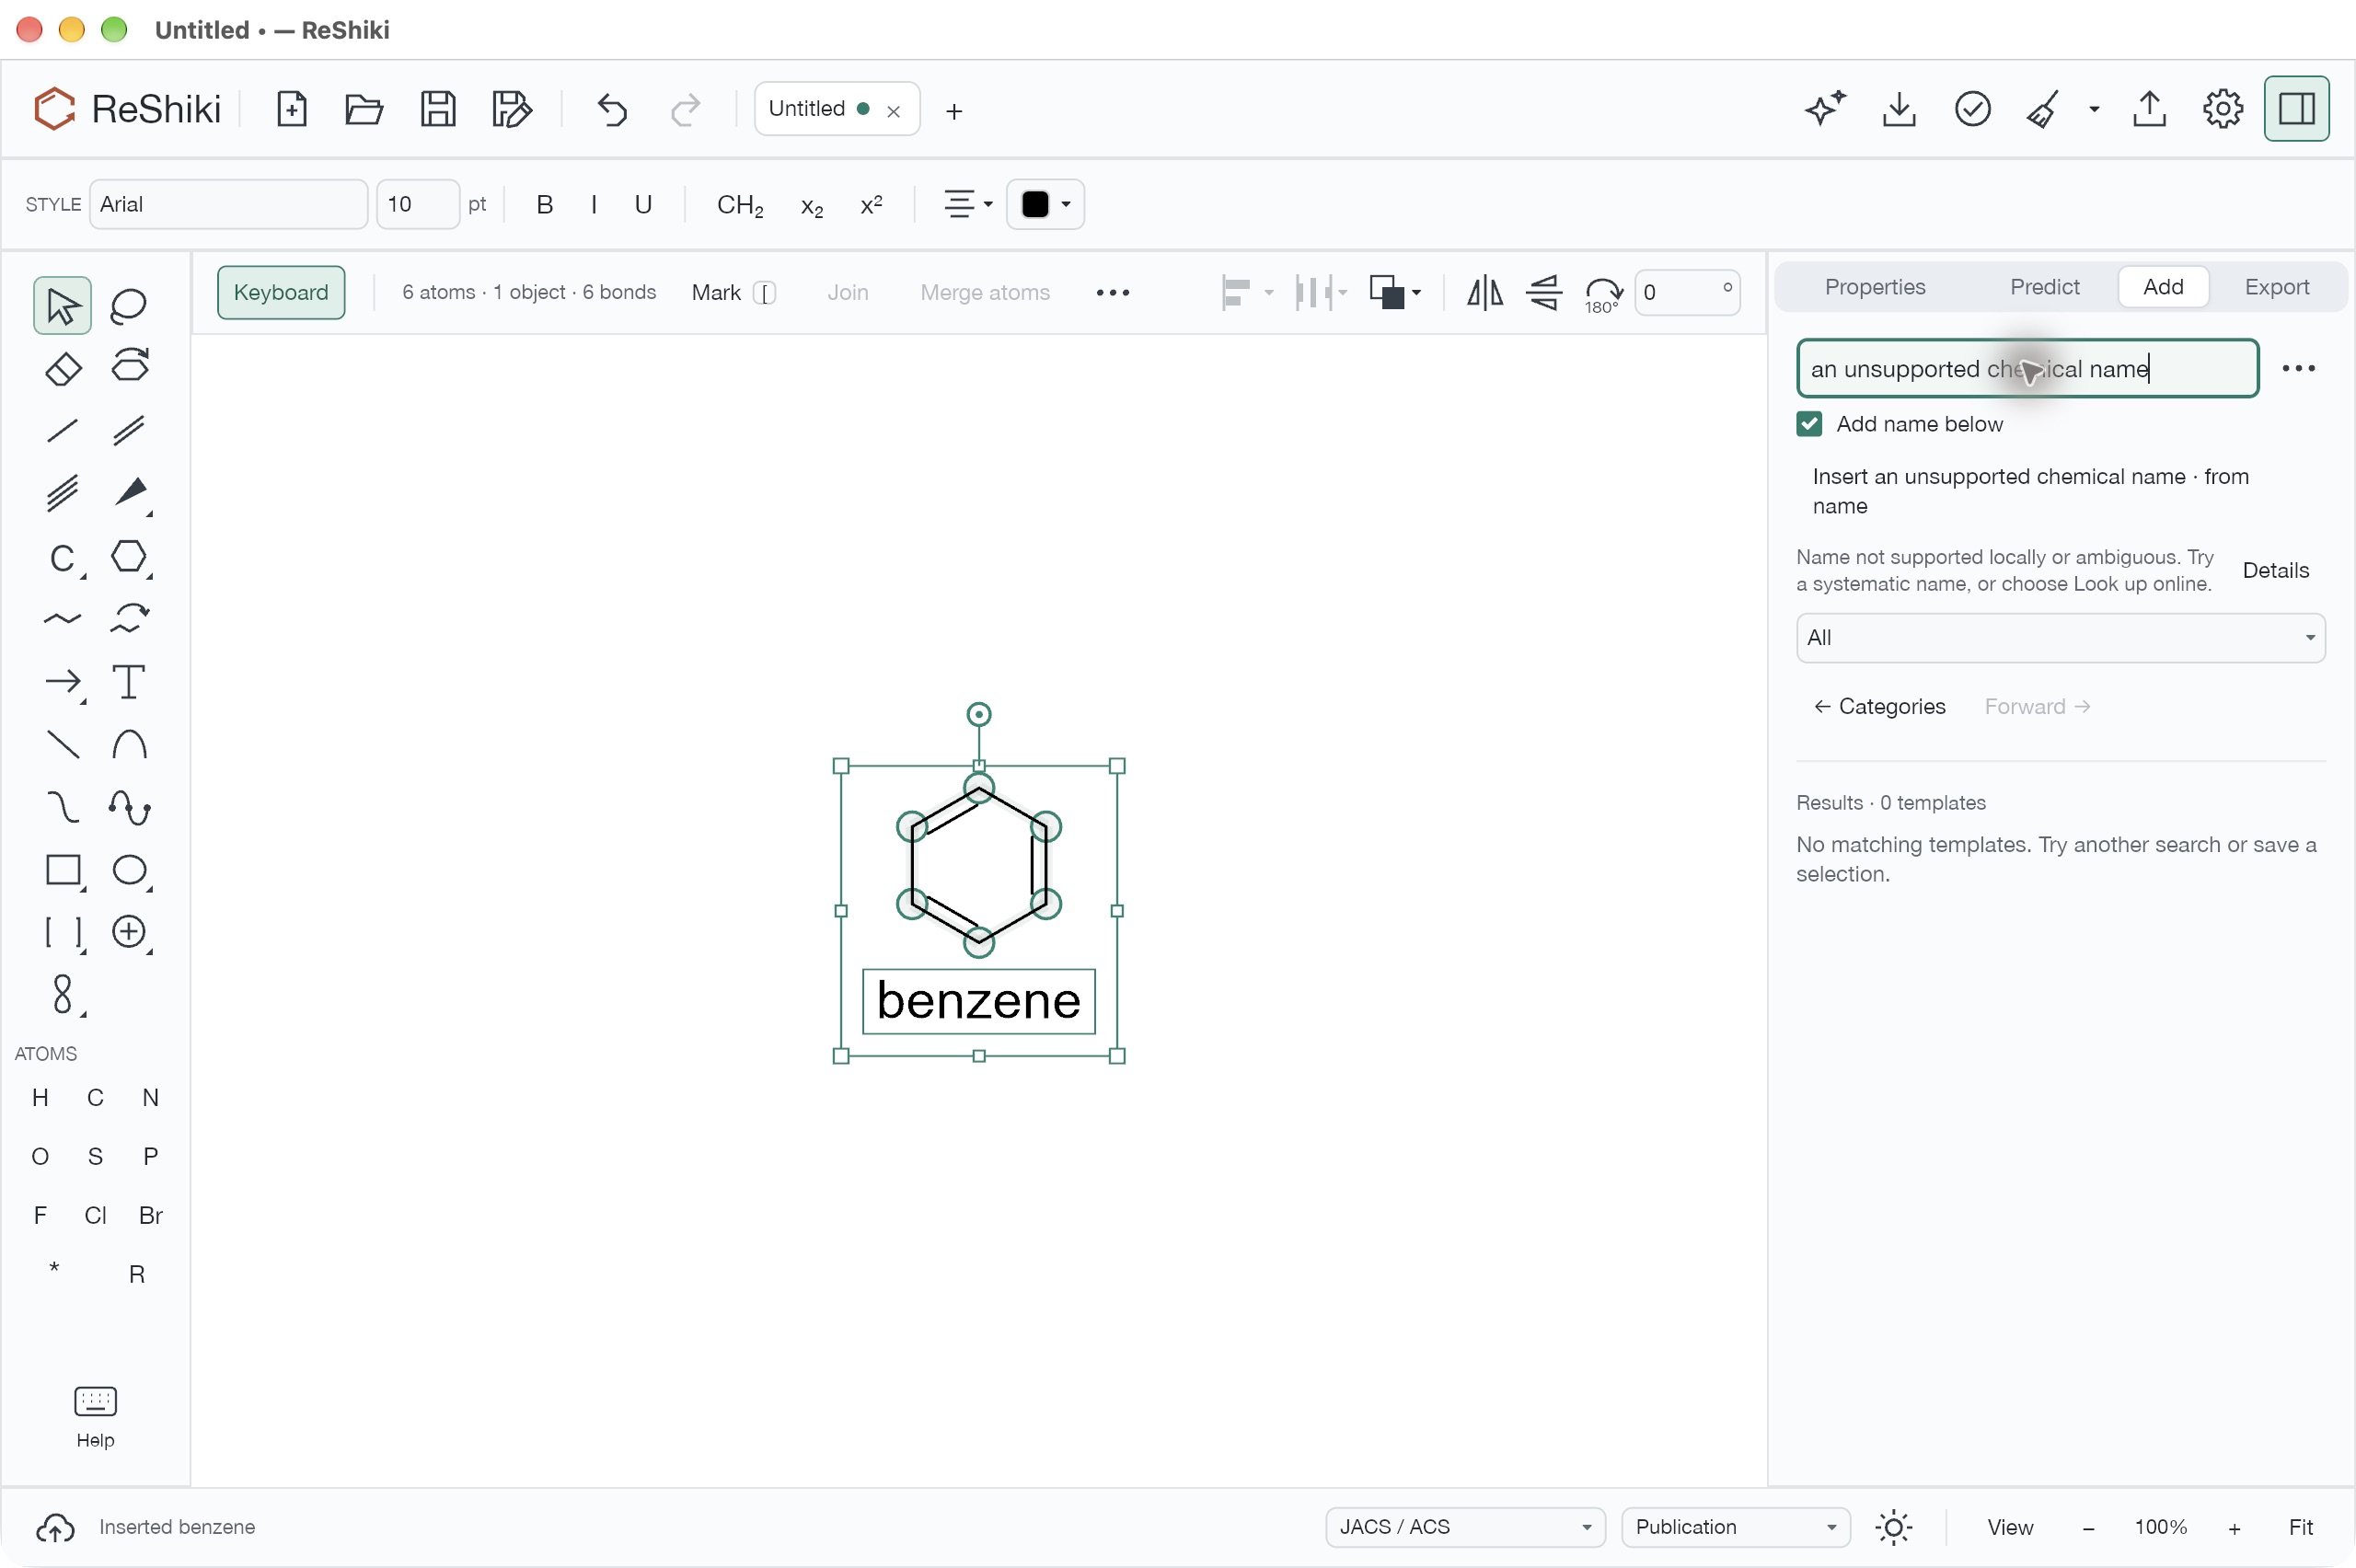 Untitled • — ReShiki
ReShiki
Untitled
STYLE Arial 10 pt B I U CH₂ x₂ x²
Keyboard 6 atoms · 1 object · 6 bonds Mark [ Join Merge atoms 180° 0 °
Properties Predict Add Export
an unsupported chemical name
Add name below
Insert an unsupported chemical name · from
name
Name not supported locally or ambiguous. Try
a systematic name, or choose Look up online.
Details
All
← Categories Forward →
Results · 0 templates
No matching templates. Try another search or save a
selection.
benzene
C
T
ATOMS
H C N
O S P
F Cl Br
* R
Help
Inserted benzene JACS / ACS Publication View − 100% + Fit